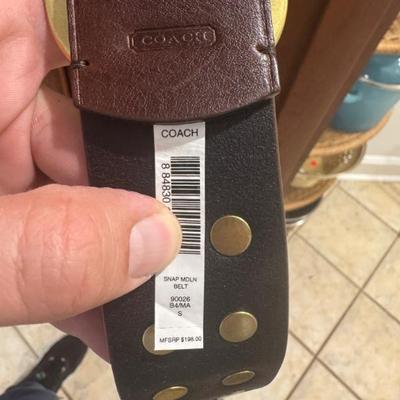 COACH
COACH
8 84830
SNAP MDLN
BELT
90026
B4/MA
S
MFSRP $198.00